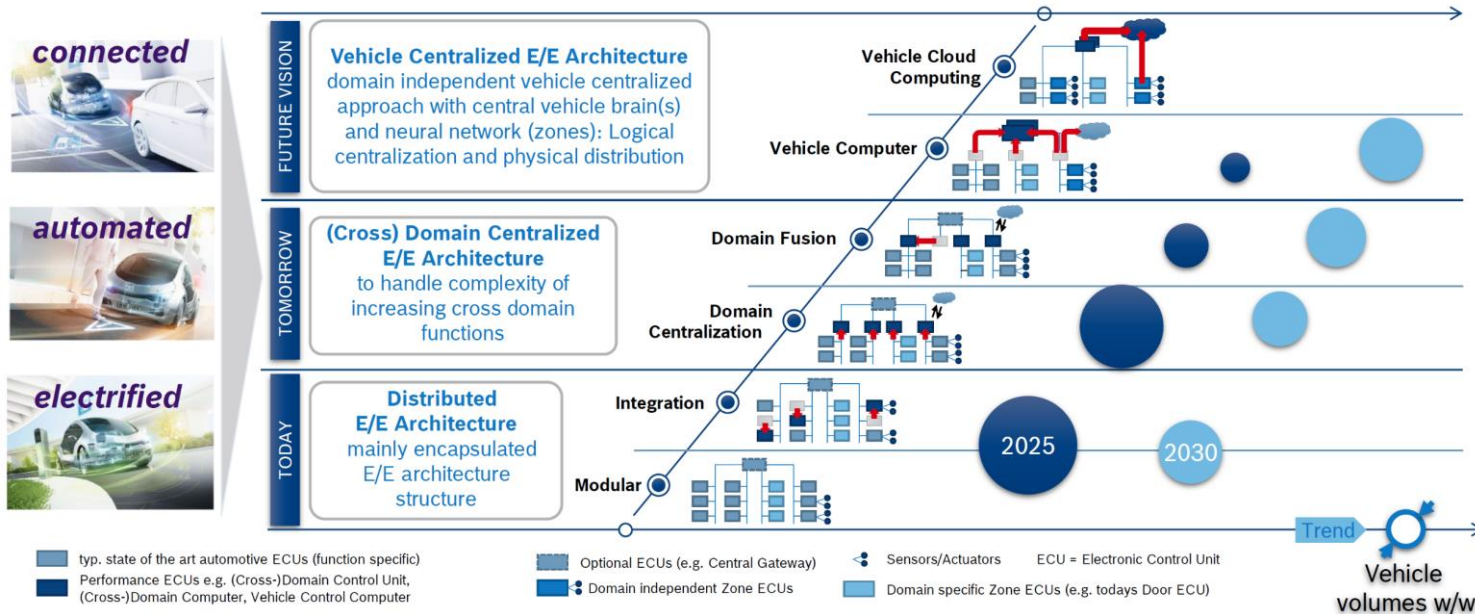 connected
automated
electrified
FUTURE VISION
Vehicle Centralized E/E Architecture
domain independent vehicle centralized
approach with central vehicle brain(s)
and neural network (zones): Logical
centralization and physical distribution
Vehicle Cloud
Computing
Vehicle Computer
TOMORROW
(Cross) Domain Centralized
E/E Architecture
to handle complexity of
increasing cross domain
functions
Domain Fusion
Domain
Centralization
TODAY
Distributed
E/E Architecture
mainly encapsulated
E/E architecture
structure
Integration
Modular
2025
2030
Trend
Vehicle
volumes w/w
typ. state of the art automotive ECUs (function specific)
Performance ECUs e.g. (Cross-)Domain Control Unit,
(Cross-)Domain Computer, Vehicle Control Computer
Optional ECUs (e.g. Central Gateway)
Domain independent Zone ECUs
Sensors/Actuators
ECU = Electronic Control Unit
Domain specific Zone ECUs (e.g. todays Door ECU)